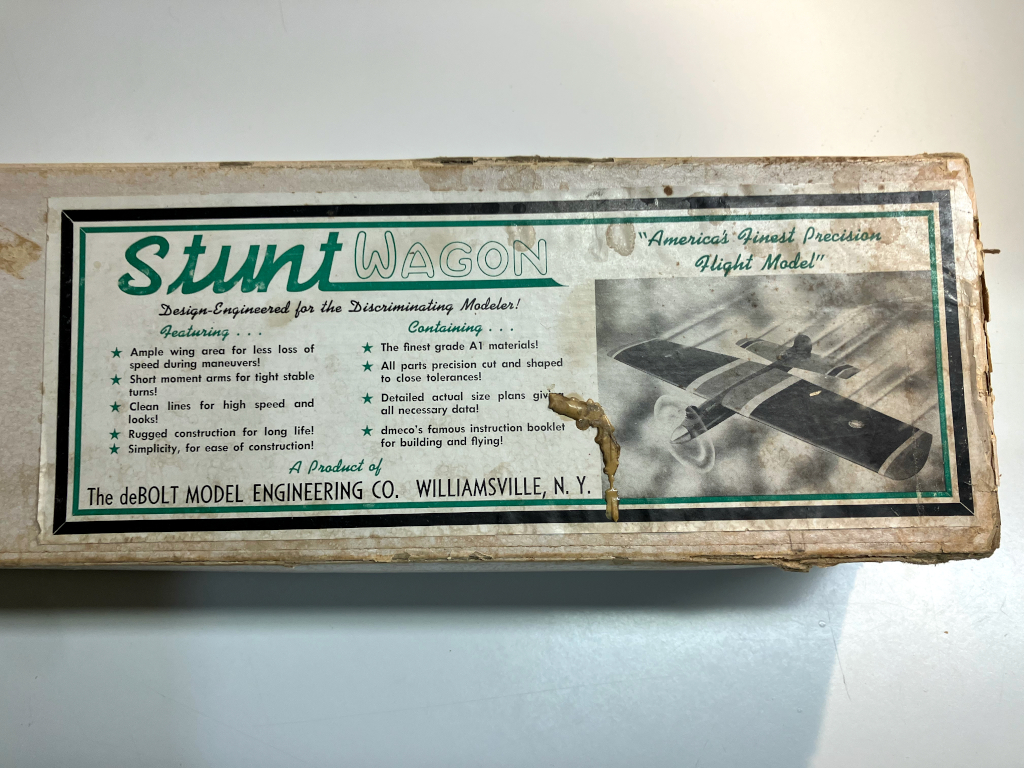 Stunt WAGON
"America's Finest Precision
Flight Model"
Design-Engineered for the Discriminating Modeler!
Featuring . . .
★ Ample wing area for less loss of
speed during maneuvers!
★ Short moment arms for tight stable
turns!
★ Clean lines for high speed and
looks!
★ Rugged construction for long life!
★ Simplicity, for ease of construction!
Containing . . .
★ The finest grade A1 materials!
★ All parts precision cut and shaped
to close tolerances!
★ Detailed actual size plans
all necessary data!
★ dmeco's famous instruction booklet
for building and flying!
A Product of
The deBOLT MODEL ENGINEERING CO. WILLIAMSVILLE, N. Y.